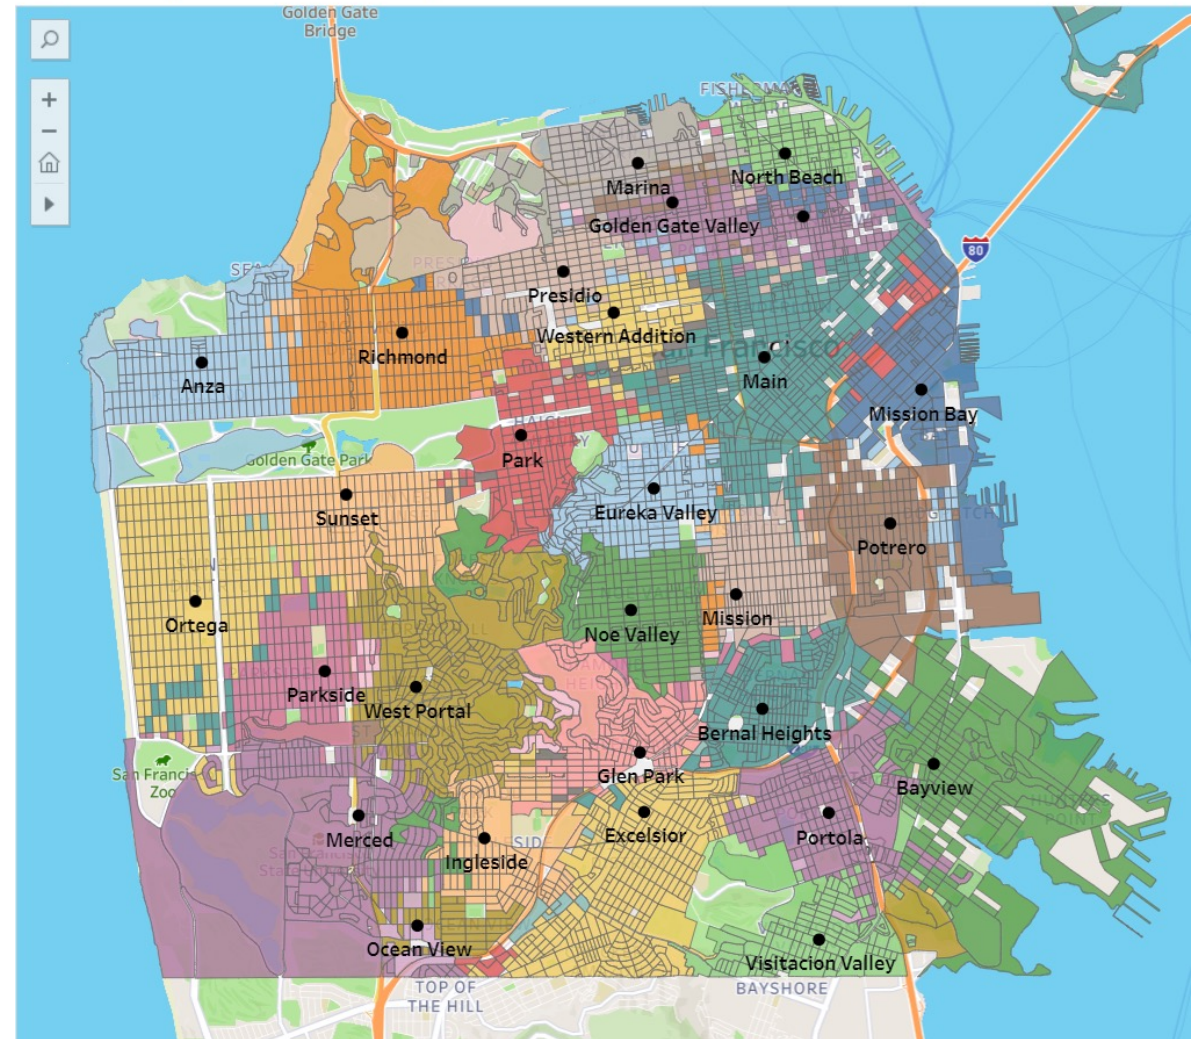 Golden Gate
Bridge
Marina
North Beach
Golden Gate Valley
80
Presidio
Western Addition
Richmond
Anza
Main
Mission Bay
Golden Gate Park
Park
Sunset
Eureka Valley
Potrero
Ortega
Noe Valley
Mission
Parkside
West Portal
Bernal Heights
Glen Park
San Francis
Zoo
Bayview
Merced
Excelsior
Portola
Ingleside
Ocean View
Visitacion Valley
TOP OF
THE HILL
BAYSHORE